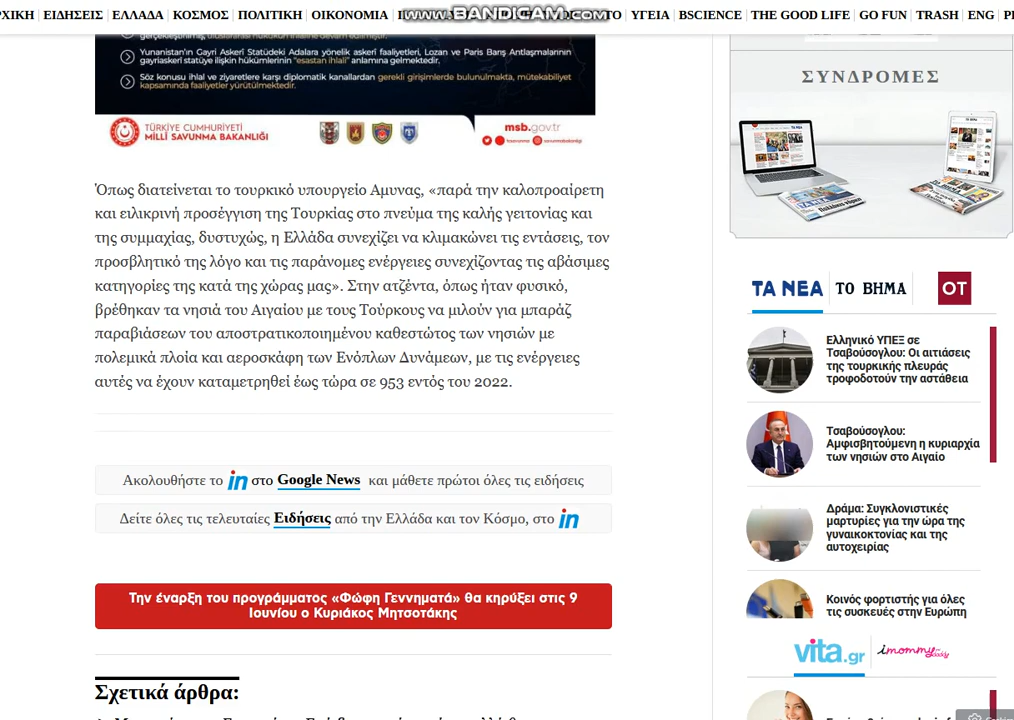 ΡΧΙΚΗ ΕΙΔΗΣΕΙΣ ΕΛΛΑΔΑ ΚΟΣΜΟΣ ΠΟΛΙΤΙΚΗ ΟΙΚΟΝΟΜΙΑ ΥΓΕΙΑ BSCIENCE THE GOOD LIFE GO FUN TRASH ENG
www.BANDICAM.com
Yunanistan'ın Gayri Askerî Statüdeki Adalara yönelik askerî faaliyetleri, Lozan ve Paris Barış Antlaşmalarının
gayriaskerî statüye ilişkin hükümlerinin "esastan ihlali" anlamına gelmektedir.
Söz konusu ihlal ve ziyaretlere karşı diplomatik kanallardan gerekli girişimlerde bulunulmakta, mütekabiliyet
kapsamında faaliyetler yürütülmektedir.
TÜRKİYE CUMHURİYETİ
MİLLÎ SAVUNMA BAKANLIĞI
msb.gov.tr
Όπως διατείνεται το τουρκικό υπουργείο Αμυνας, «παρά την καλοπροαίρετη
και ειλικρινή προσέγγιση της Τουρκίας στο πνεύμα της καλής γειτονίας και
της συμμαχίας, δυστυχώς, η Ελλάδα συνεχίζει να κλιμακώνει τις εντάσεις, τον
προσβλητικό της λόγο και τις παράνομες ενέργειες συνεχίζοντας τις αβάσιμες
κατηγορίες της κατά της χώρας μας». Στην ατζέντα, όπως ήταν φυσικό,
βρέθηκαν τα νησιά του Αιγαίου με τους Τούρκους να μιλούν για μπαράζ
παραβιάσεων του αποστρατικοποιημένου καθεστώτος των νησιών με
πολεμικά πλοία και αεροσκάφη των Ενόπλων Δυνάμεων, με τις ενέργειες
αυτές να έχουν καταμετρηθεί έως τώρα σε 953 εντός του 2022.
Ακολουθήστε το in στο Google News και μάθετε πρώτοι όλες τις ειδήσεις
Δείτε όλες τις τελευταίες Ειδήσεις από την Ελλάδα και τον Κόσμο, στο in
Την έναρξη του προγράμματος «Φώφη Γεννηματά» θα κηρύξει στις 9
Ιουνίου ο Κυριάκος Μητσοτάκης
Σχετικά άρθρα:
ΣΥΝΔΡΟΜΕΣ
ΤΑ ΝΕΑ ΤΟ ΒΗΜΑ OT
Ελληνικό ΥΠΕΞ σε
Τσαβούσογλου: Οι αιτιάσεις
της τουρκικής πλευράς
τροφοδοτούν την αστάθεια
Τσαβούσογλου:
Αμφισβητούμενη η κυριαρχία
των νησιών στο Αιγαίο
Δράμα: Συγκλονιστικές
μαρτυρίες για την ώρα της
γυναικοκτονίας και της
αυτοχειρίας
Κοινός φορτιστής για όλες
τις συσκευές στην Ευρώπη
vita.gr imommy